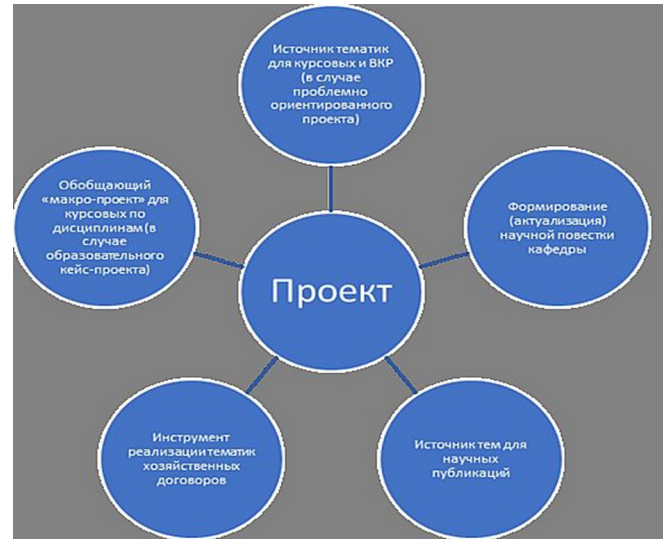 Источник тематик
для курсовых и ВКР
(в случае
проблемно
ориентированного
проекта)
Обобщающий
«макро-проект» для
курсовых по
дисциплинам (в
случае
образовательного
кейс-проекта)
Формирование
(актуализация)
научной повестки
кафедры
Проект
Инструмент
реализации тематик
хозяйственных
договоров
Источник тем для
научных
публикаций